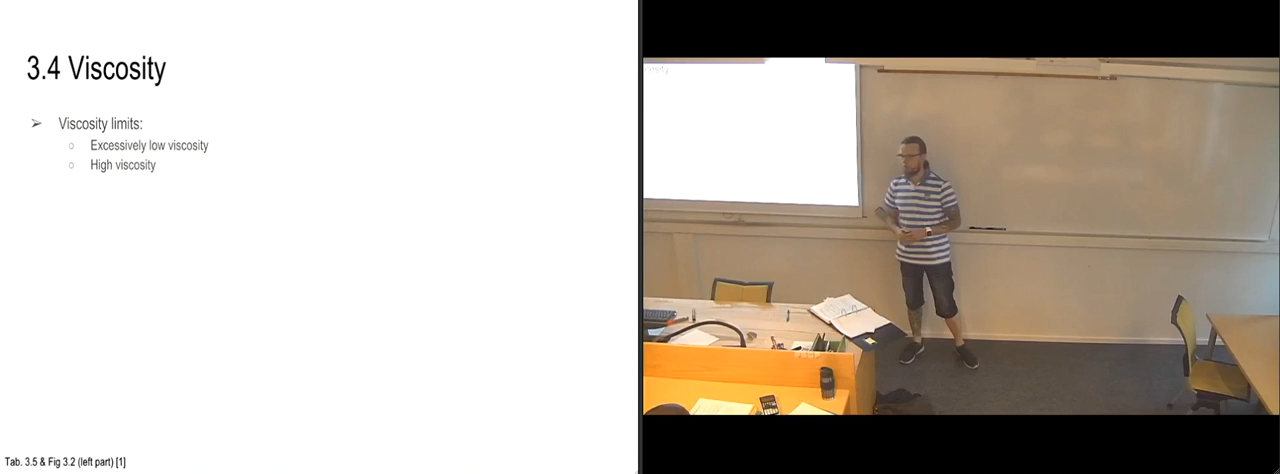 3.4 Viscosity
➢ Viscosity limits:
○ Excessively low viscosity
○ High viscosity
Tab. 3.5 & Fig 3.2 (left part) [1]